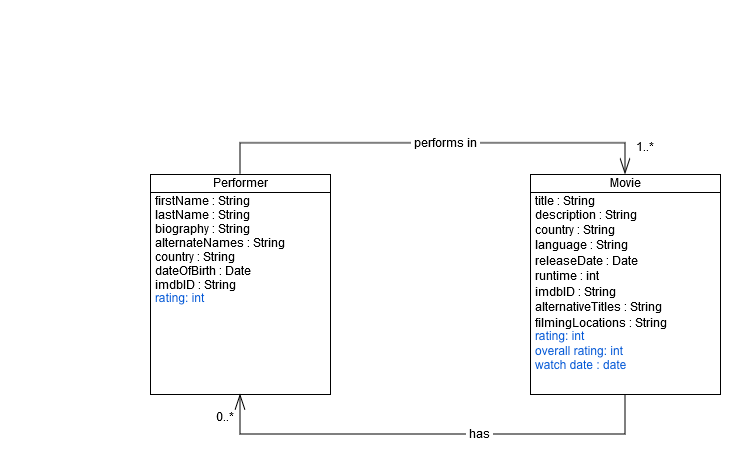 performs in
1..*
Performer
firstName : String
lastName : String
biography : String
alternateNames : String
country : String
dateOfBirth : Date
imdbID : String
rating: int
Movie
title : String
description : String
country : String
language : String
releaseDate : Date
runtime : int
imdbID : String
alternativeTitles : String
filmingLocations : String
rating: int
overall rating: int
watch date : date
0..*
has